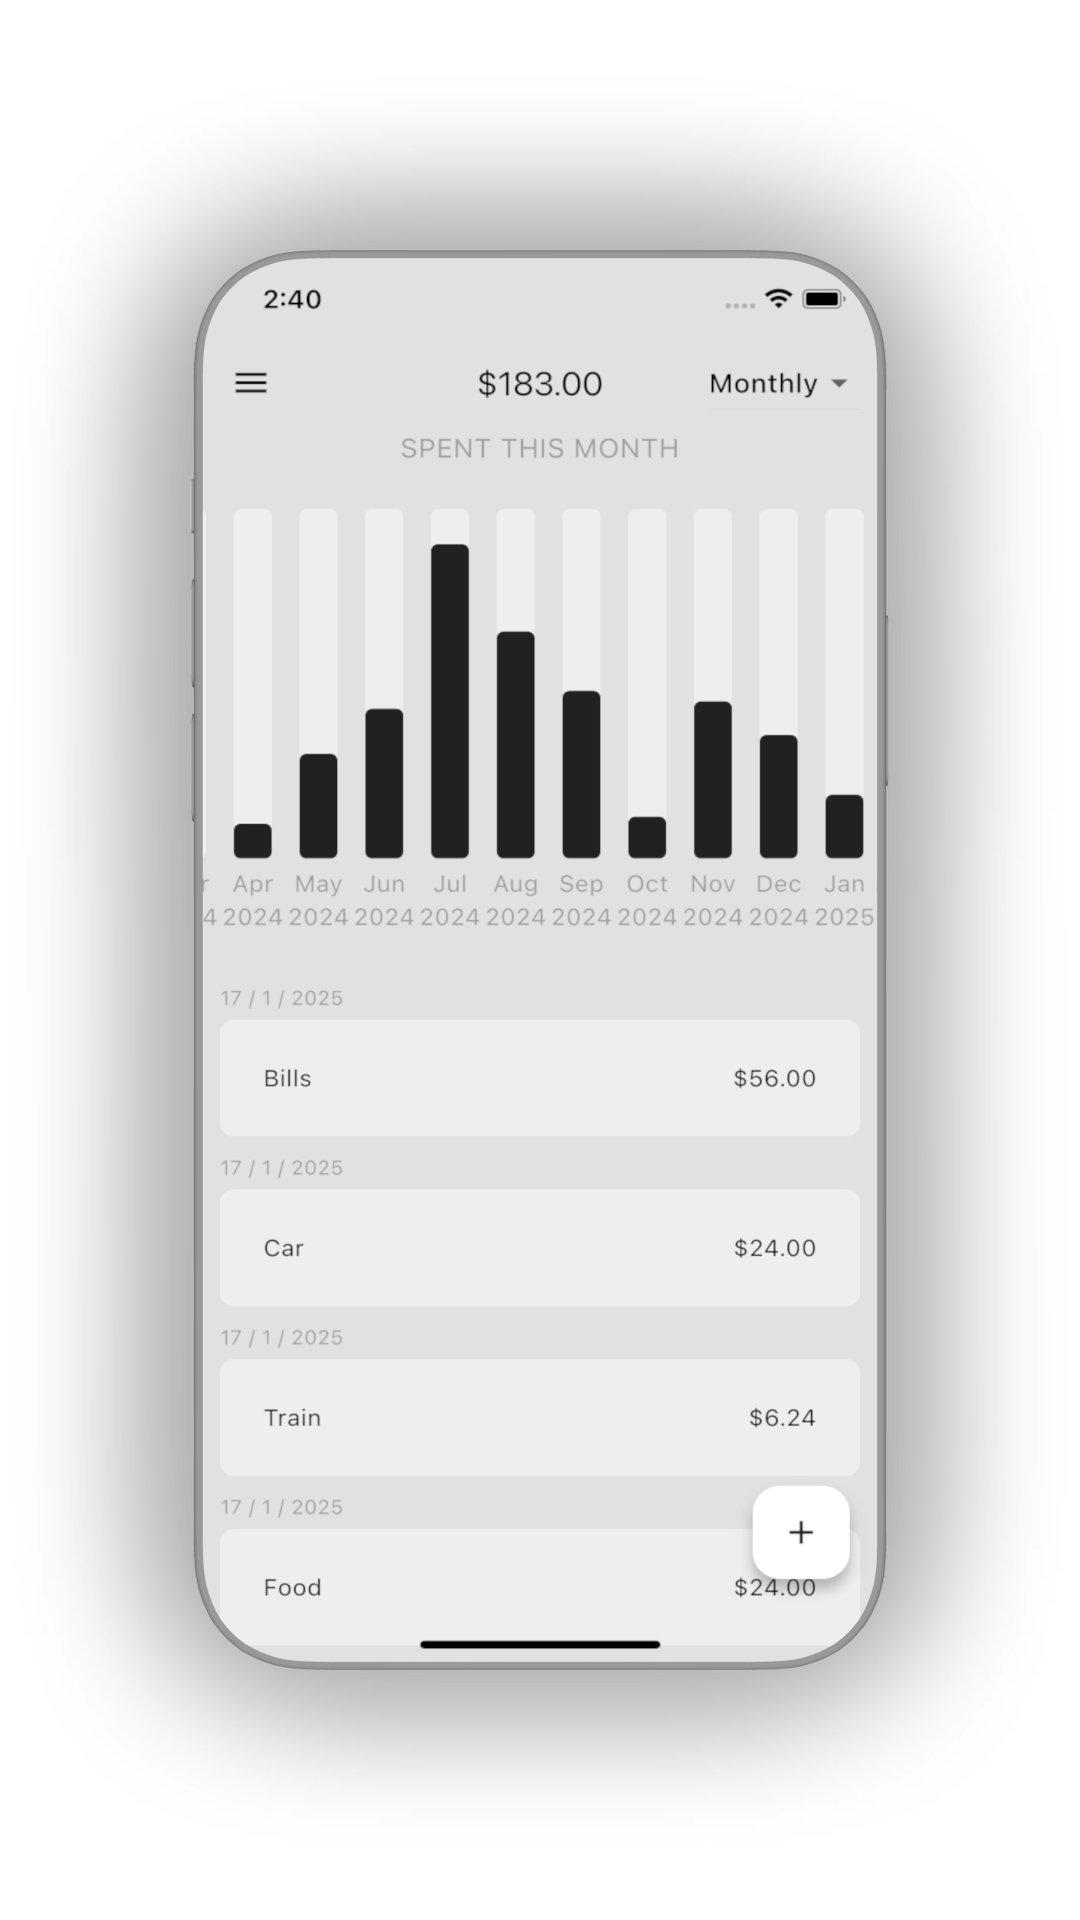 2:40
$183.00 Monthly
SPENT THIS MONTH
r Apr May Jun Jul Aug Sep Oct Nov Dec Jan
4 2024 2024 2024 2024 2024 2024 2024 2024 2024 2025
17 / 1 / 2025
Bills $56.00
17 / 1 / 2025
Car $24.00
17 / 1 / 2025
Train $6.24
17 / 1 / 2025
+
Food $24.00